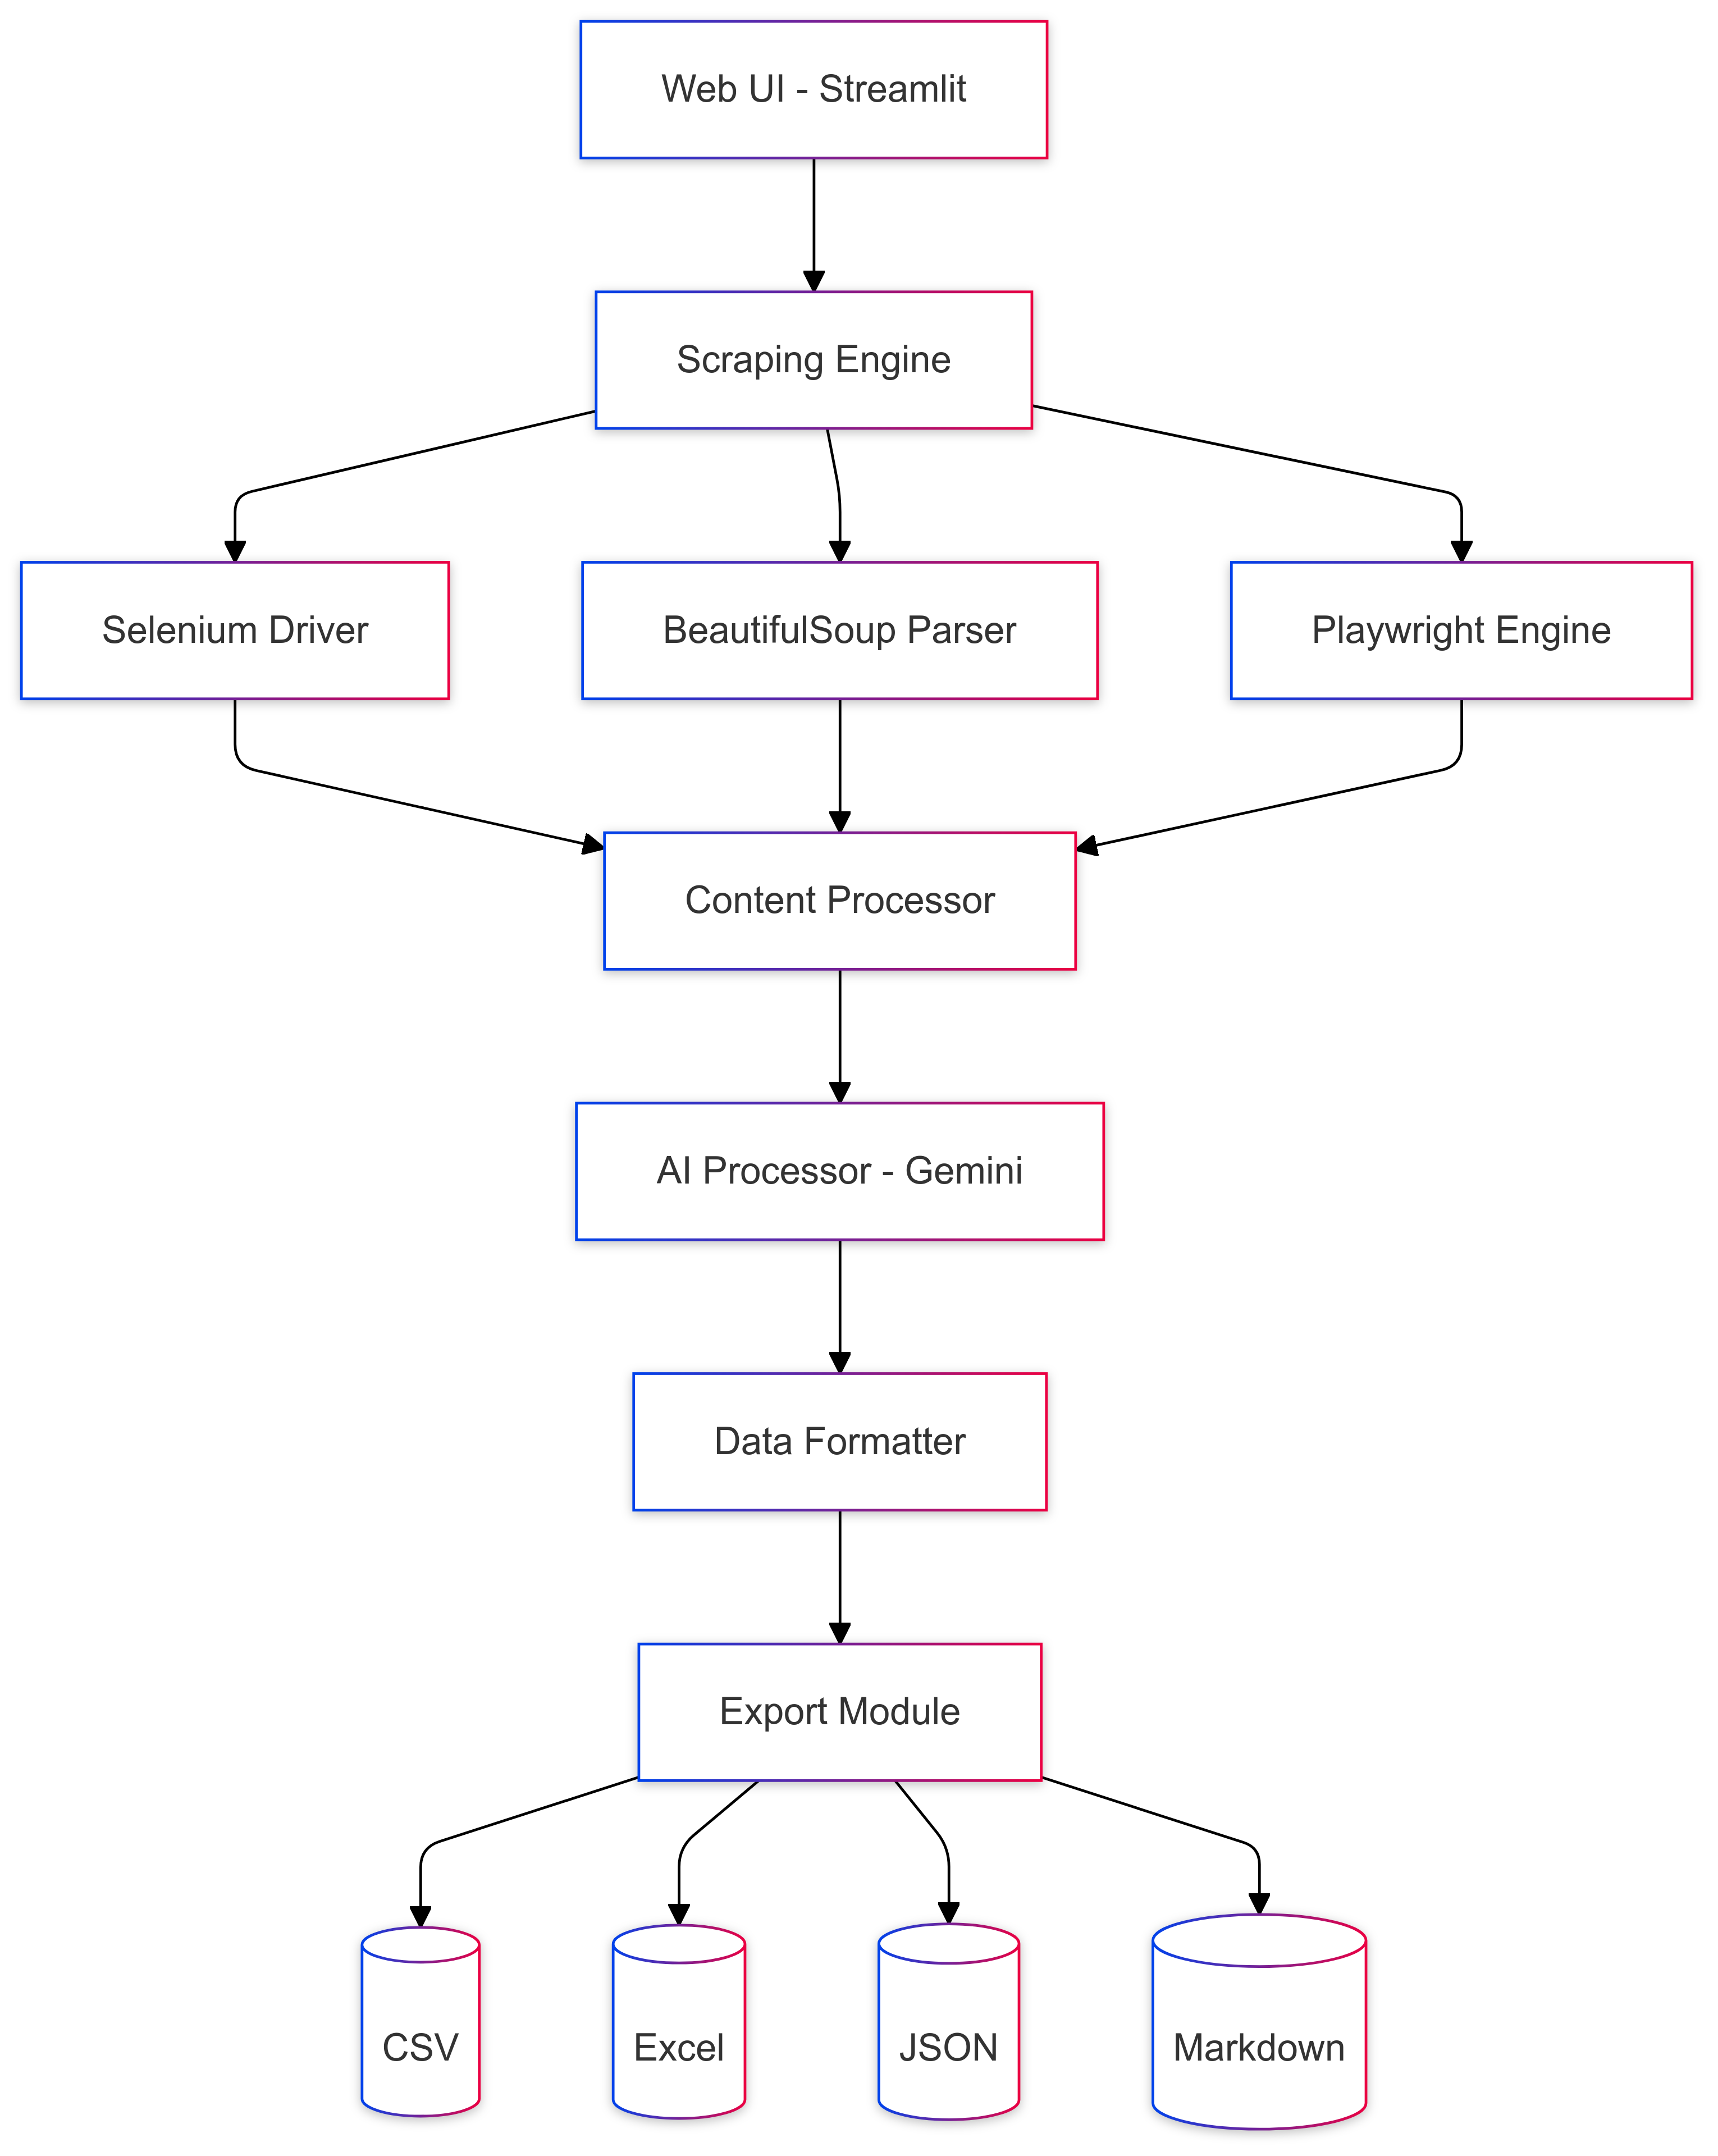 Web UI - Streamlit
Scraping Engine
Selenium Driver
BeautifulSoup Parser
Playwright Engine
Content Processor
AI Processor - Gemini
Data Formatter
Export Module
CSV
Excel
JSON
Markdown